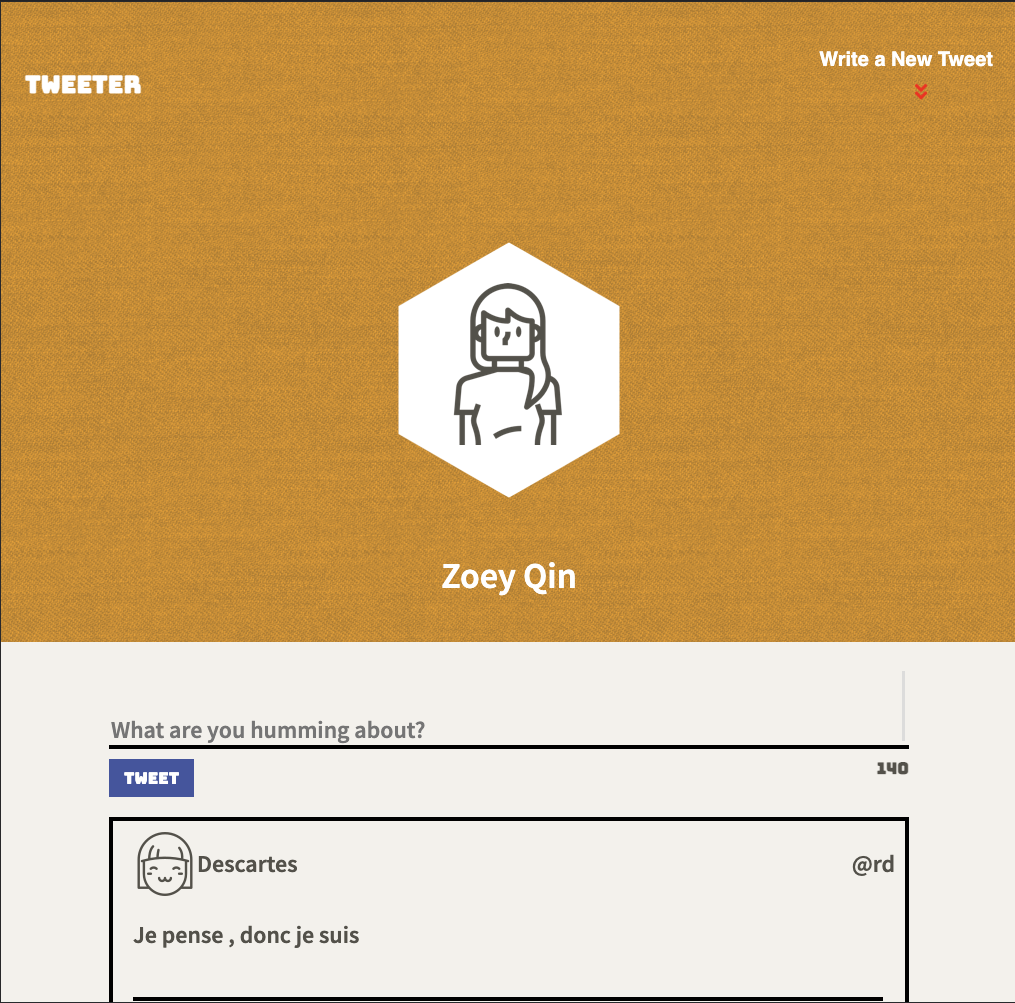 Write a New Tweet
TWEETER
Zoey Qin
What are you humming about?
TWEET
140
Descartes
@rd
Je pense , donc je suis